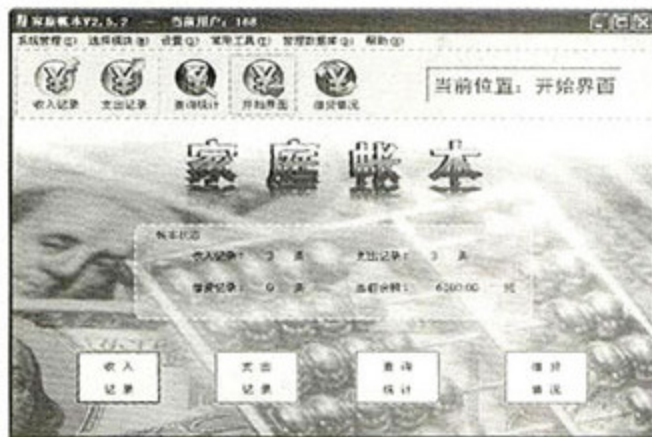 家庭帐本V2.5.2 — 当前用户：168
系统管理(S) 选择模块(M) 设置(G) 常用工具(T) 管理数据库(D) 帮助(H)
收入记录 支出记录 查询统计 开始界面 借贷情况
当前位置：开始界面
家庭帐本
帐本状态
收入记录： 3 条 支出记录： 3 条
借贷记录： 0 条 当前余额： 元
收入记录
支出记录
查询统计
借贷情况